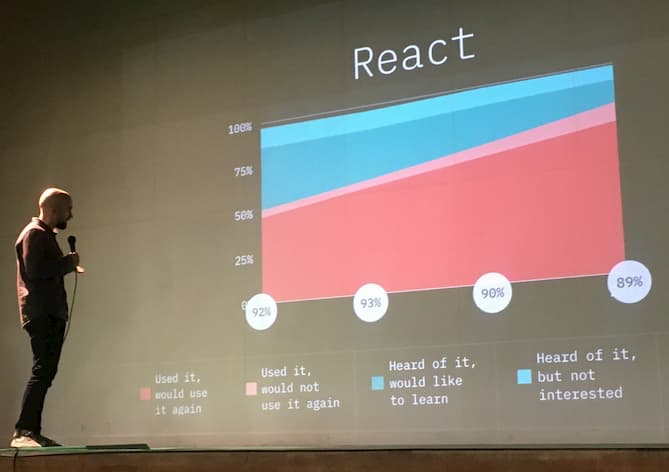 React
100%
75%
50%
25%
92%
93%
90%
89%
Used it,
would use
it again
Used it,
would not
use it again
Heard of it,
would like
to learn
Heard of it,
but not
interested